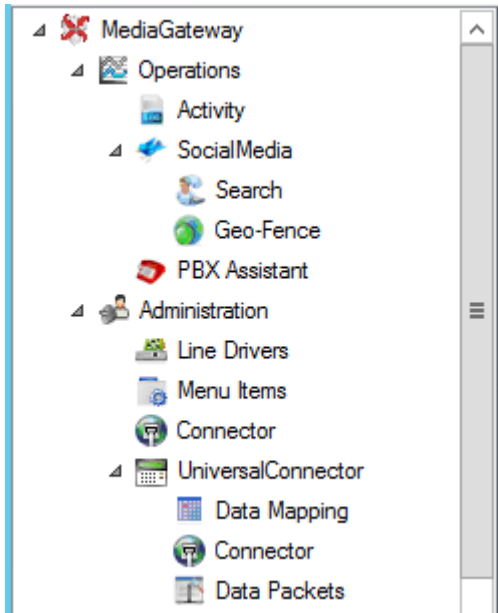 MediaGateway
Operations
Activity
SocialMedia
Search
Geo-Fence
PBX Assistant
Administration
Line Drivers
Menu Items
Connector
UniversalConnector
Data Mapping
Connector
Data Packets